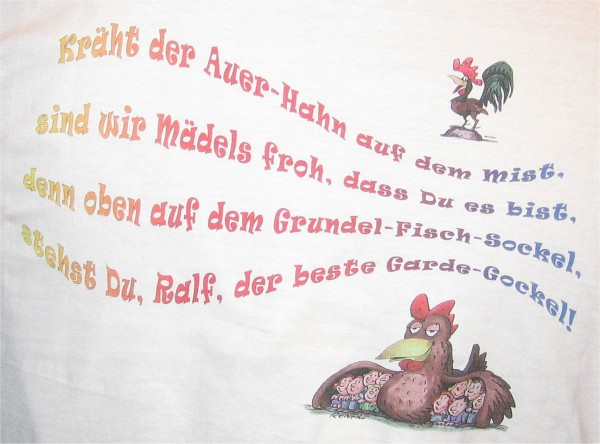 Kräht der Auer-Hahn auf dem Mist,
sind wir Mädels froh, dass Du es bist,
denn oben auf dem Grundel-Fisch-Sockel,
stehst Du, Ralf, der beste Garde-Gockel!